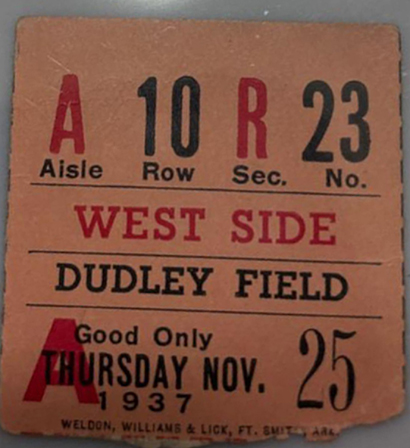 A 10 R 23
Aisle Row Sec. No.
WEST SIDE
DUDLEY FIELD
Good Only
A THURSDAY NOV. 25
1937
WELDON, WILLIAMS & LICK, FT. SMITH, ARK.